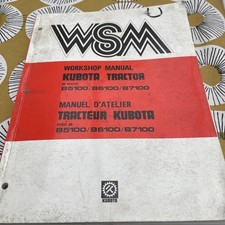 WSM
WORKSHOP MANUAL
KUBOTA TRACTOR
B5100/B6100/B7100
MANUEL D'ATELIER
TRACTEUR KUBOTA
B5100/B6100/B7100
KUBOTA